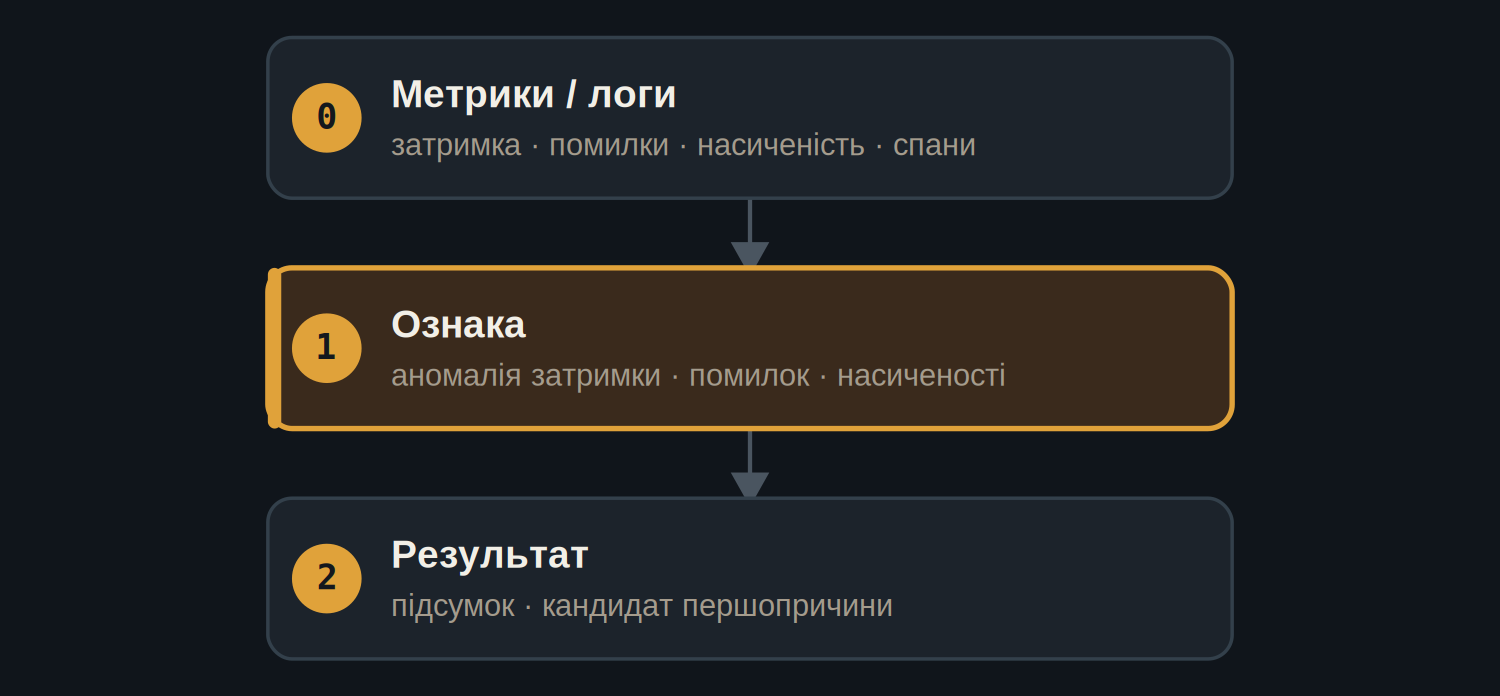 0
Метрики / логи
затримка · помилки · насиченість · спани
1
Ознака
аномалія затримки · помилок · насиченості
2
Результат
підсумок · кандидат першопричини